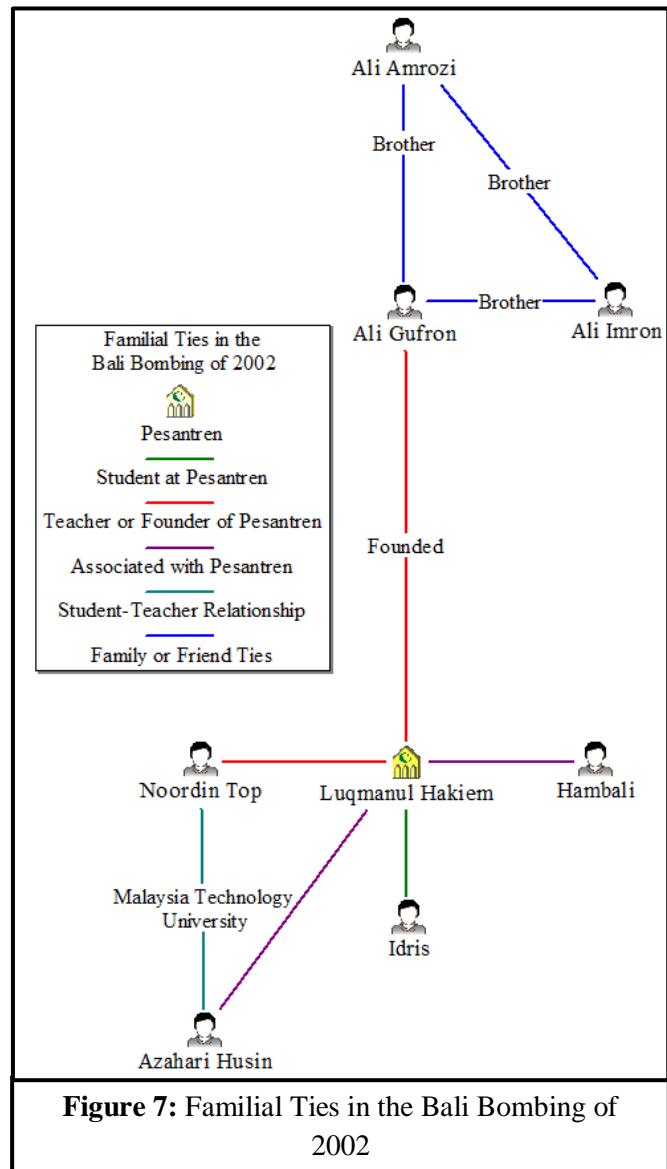 Ali Amrozi
Brother
Brother
Brother
Ali Gufron
Ali Imron
Familial Ties in the
Bali Bombing of 2002
Pesantren
Student at Pesantren
Teacher or Founder of Pesantren
Associated with Pesantren
Student-Teacher Relationship
Family or Friend Ties
Founded
Noordin Top
Luqmanul Hakiem
Hambali
Malaysia Technology
University
Idris
Azahari Husin
Figure 7: Familial Ties in the Bali Bombing of
2002